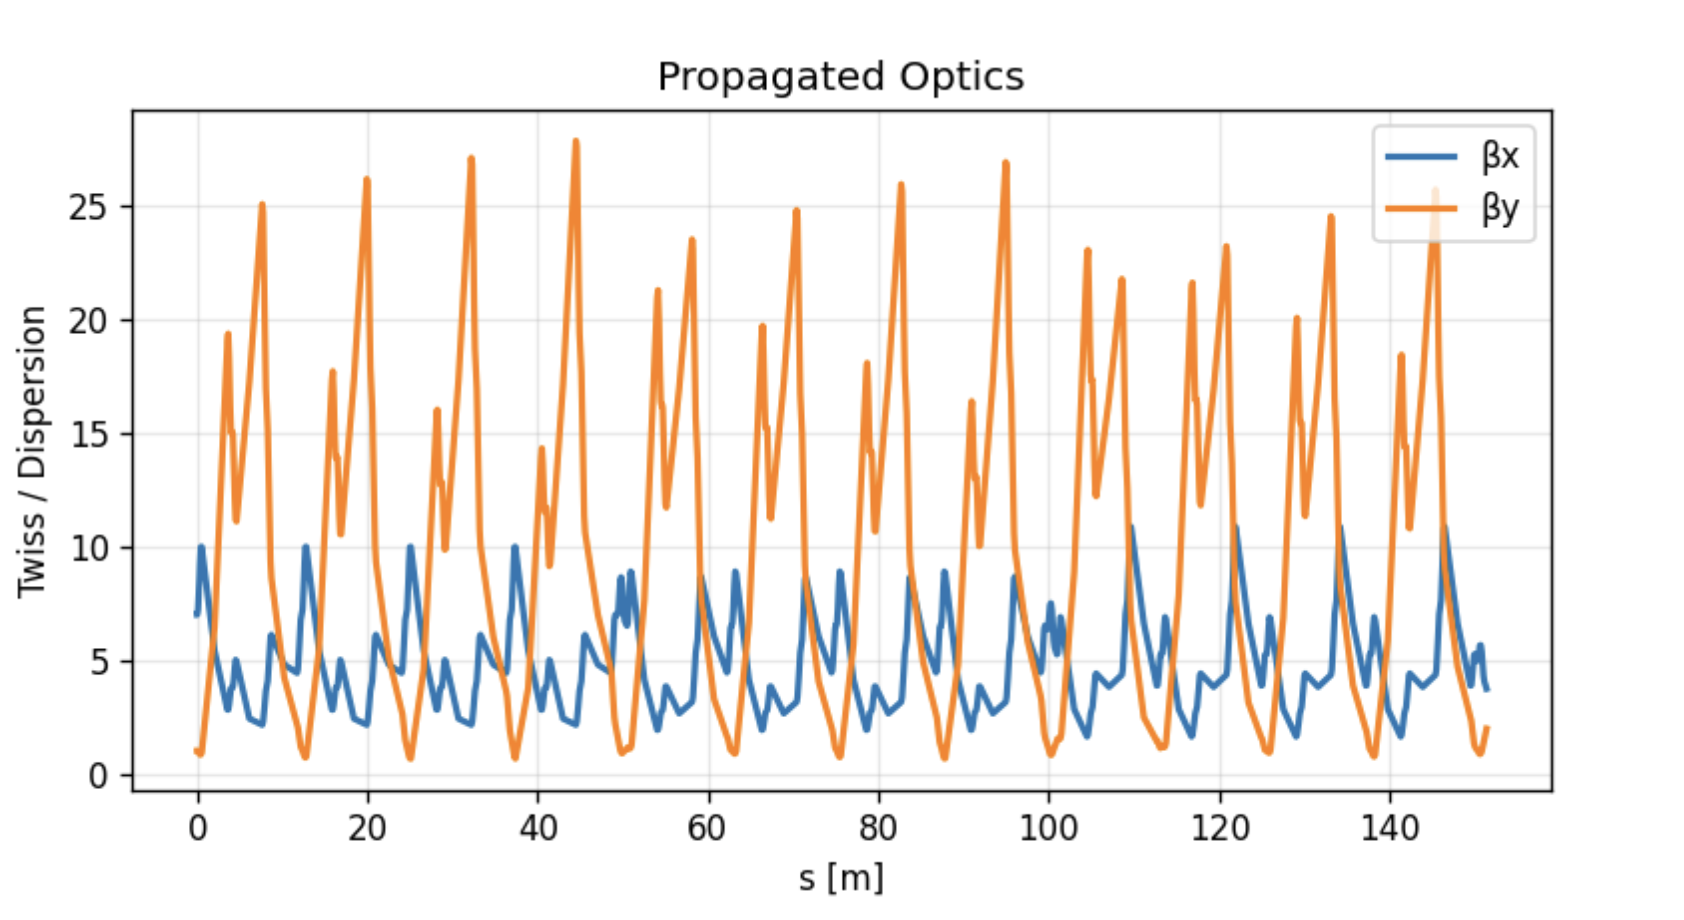 Propagated Optics
βx
βy
Twiss / Dispersion
25
20
15
10
5
0
0 20 40 60 80 100 120 140
s [m]